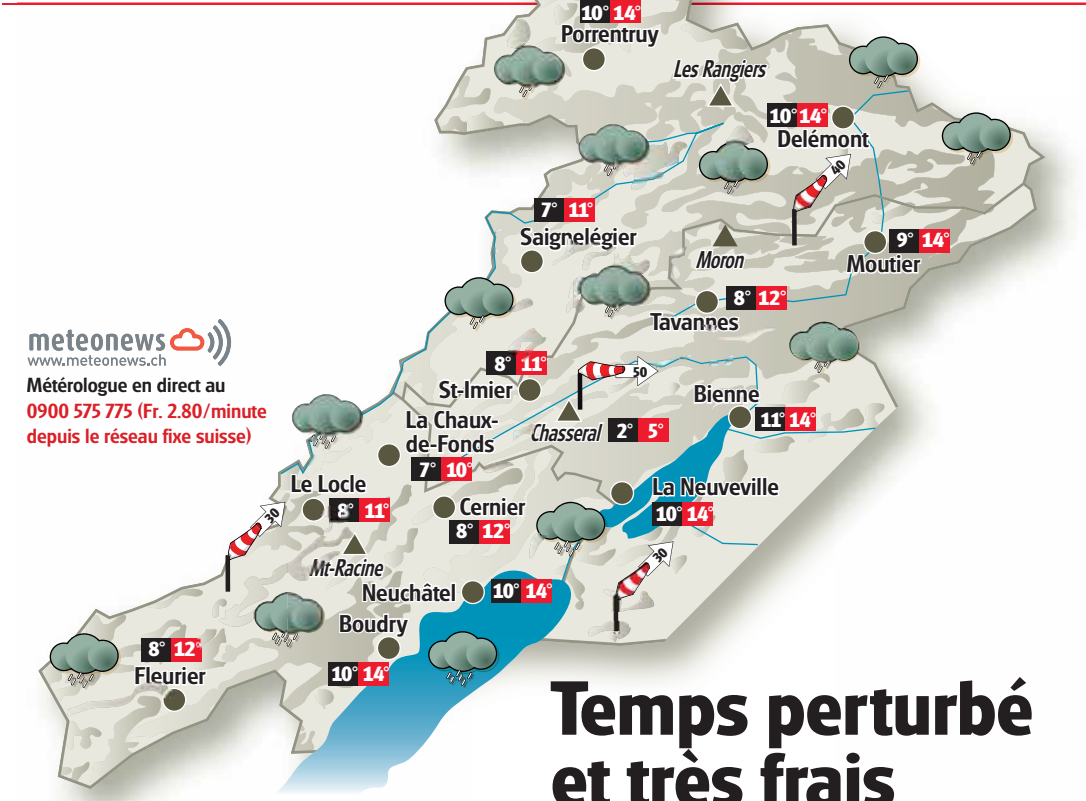 10° 14°
Porrentruy
Les Rangiers
10° 14°
Delémont
40
7° 11°
Saignelégier
Moron
9° 14°
Moutier
8° 12°
Tavannes
meteonews
www.meteonews.ch
Métérologue en direct au
0900 575 775 (Fr. 2.80/minute
depuis le réseau fixe suisse)
8° 11°
St-Imier
50
Bienne
11° 14°
Chasseral 2° 5°
La Chaux-
de-Fonds
7° 10°
Le Locle
8° 11°
Cernier
8° 12°
La Neuveville
10° 14°
30
Mt-Racine
30
Neuchâtel 10° 14°
Boudry
10° 14°
8° 12°
Fleurier
Temps perturbé
et très frais